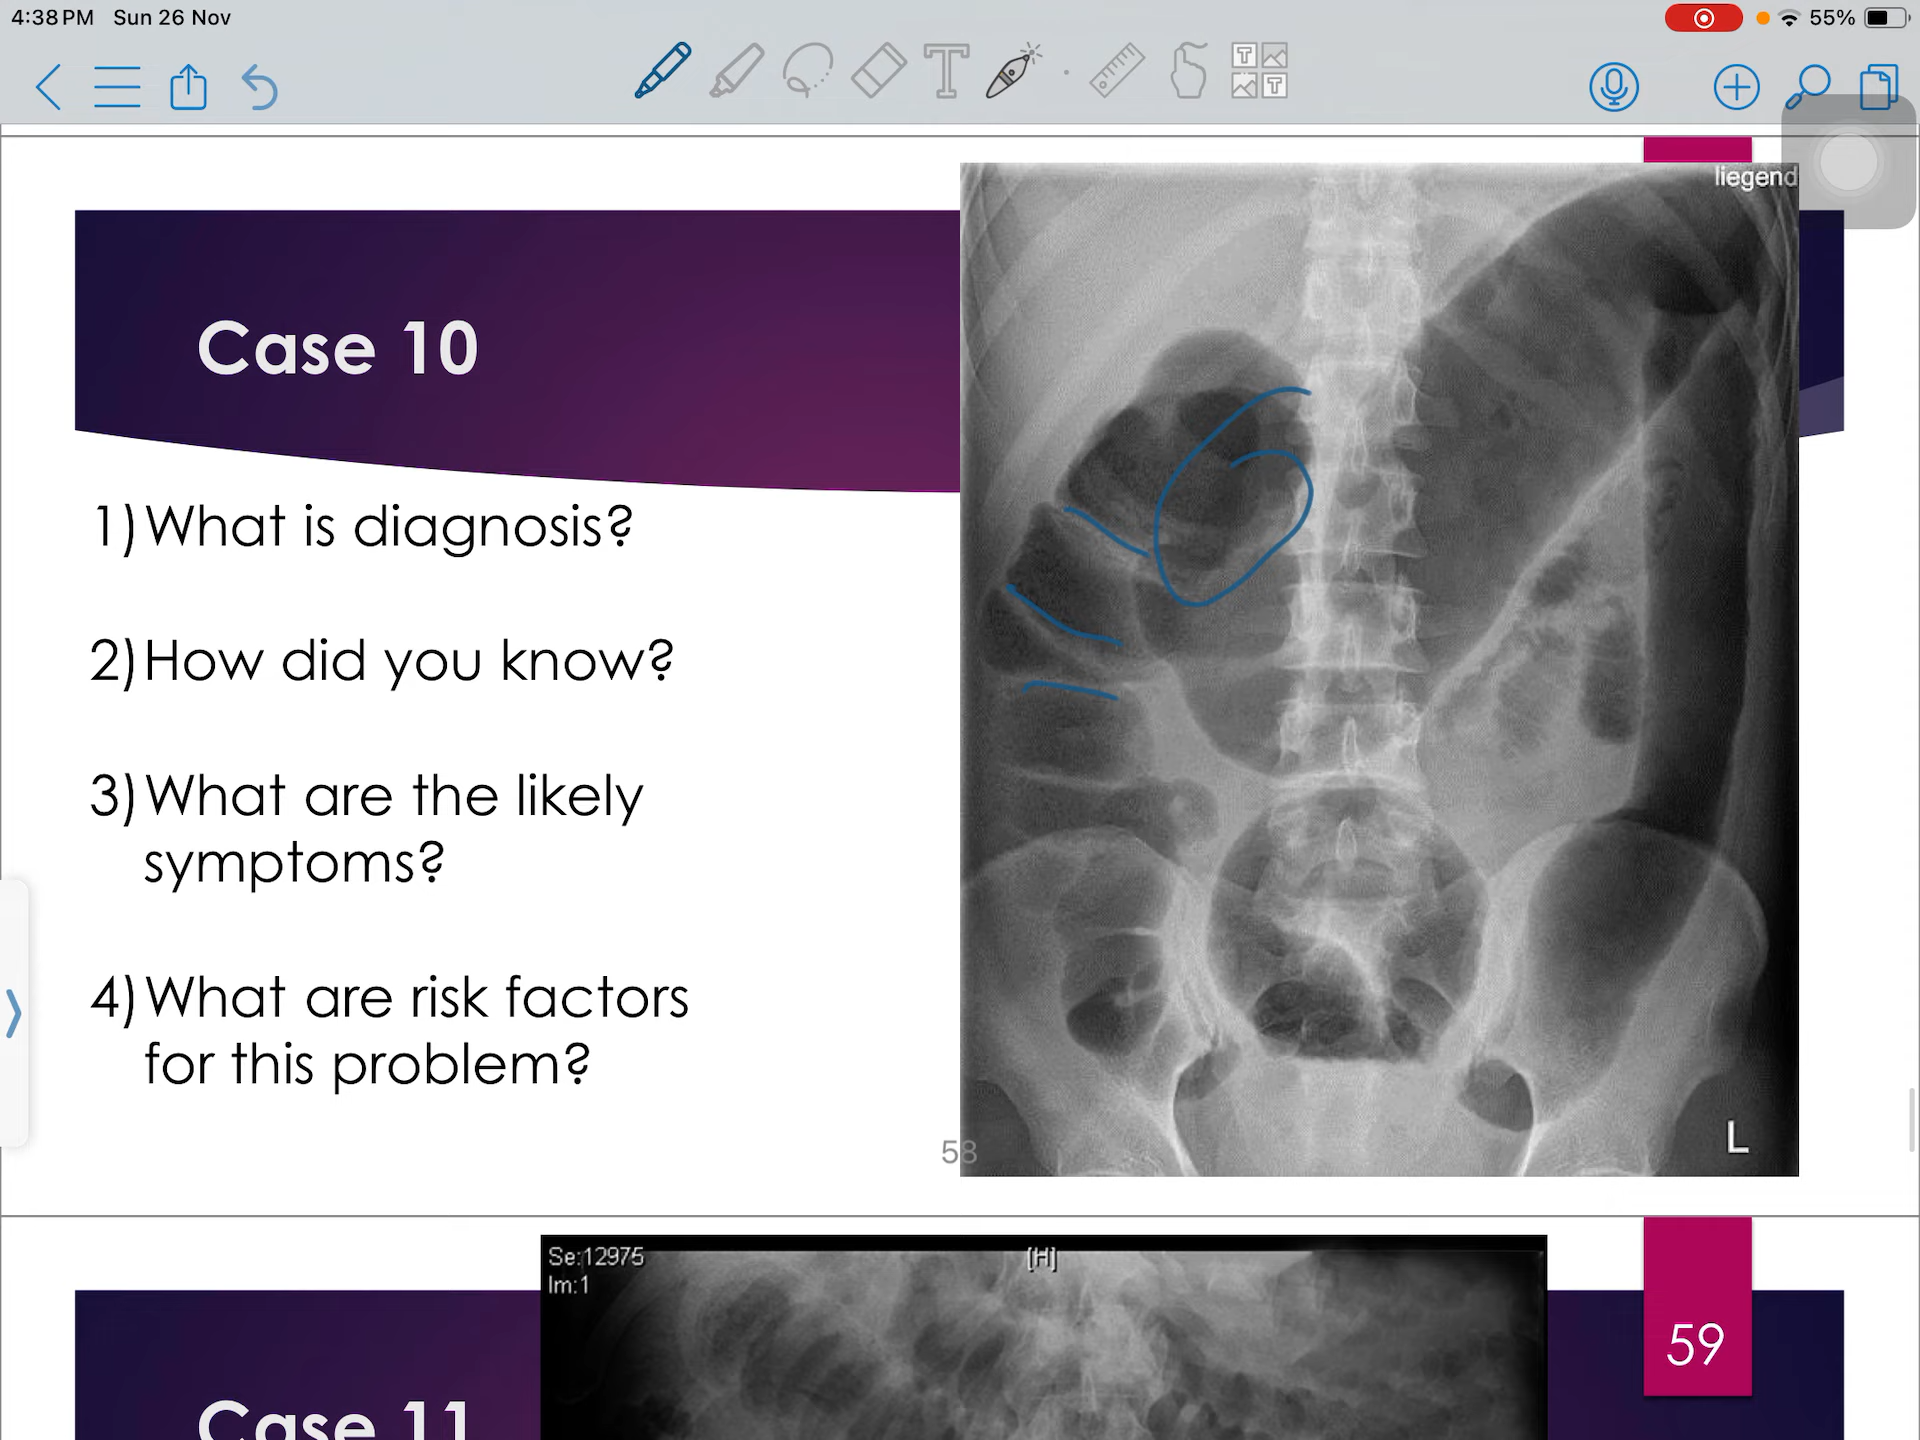 4:38 PM Sun 26 Nov
55%
liegend
Case 10
1) What is diagnosis?
2) How did you know?
3) What are the likely
symptoms?
4) What are risk factors
for this problem?
58
L
Se:12975
[H]
Im:1
59
Case 11